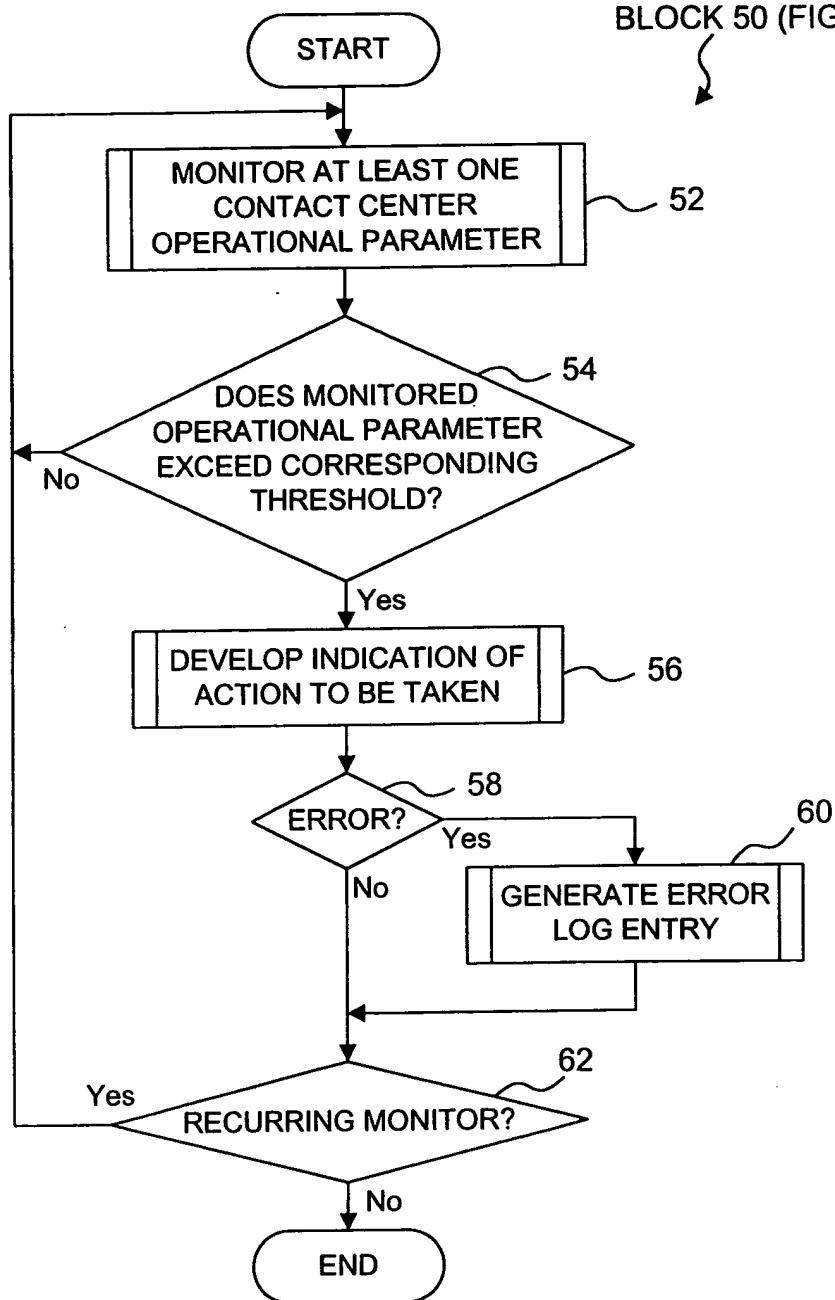 BLOCK 50 (FIG
START
MONITOR AT LEAST ONE
CONTACT CENTER
OPERATIONAL PARAMETER
52
54
DOES MONITORED
OPERATIONAL PARAMETER
EXCEED CORRESPONDING
THRESHOLD?
No
Yes
DEVELOP INDICATION OF
ACTION TO BE TAKEN
56
58
ERROR?
Yes
60
No
GENERATE ERROR
LOG ENTRY
62
Yes
RECURRING MONITOR?
No
END